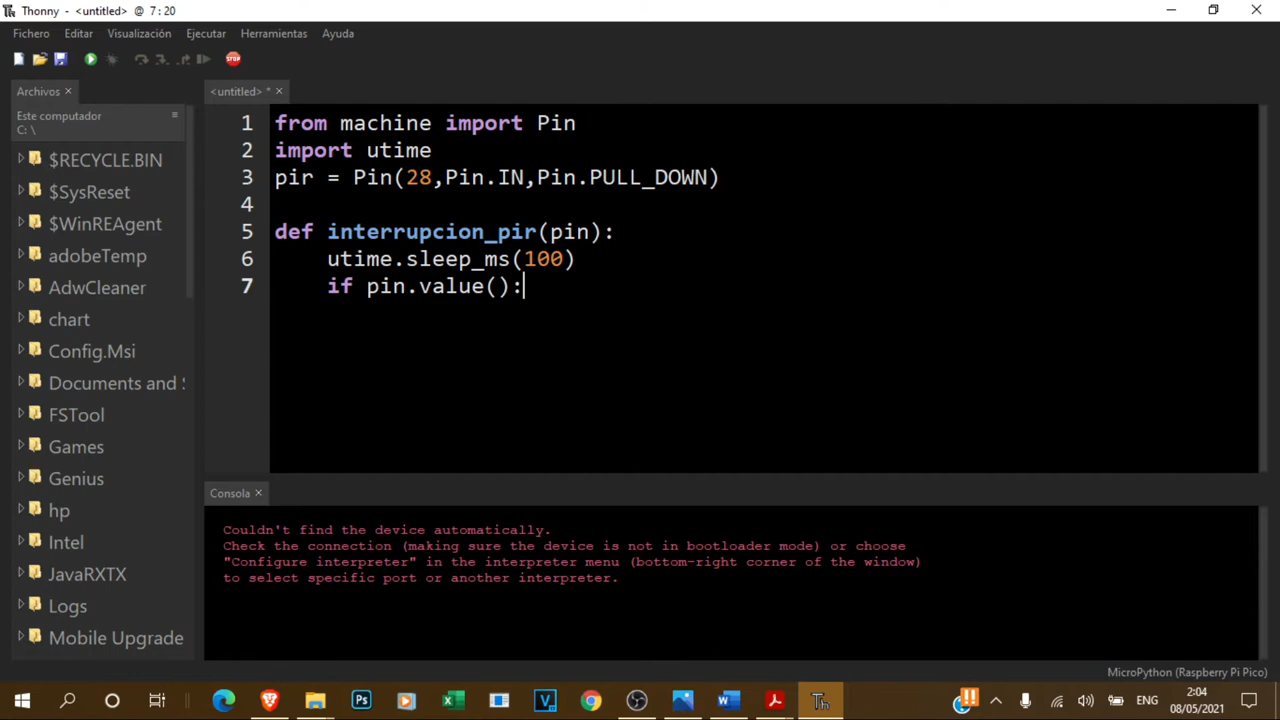 Thonny - <untitled> @ 7:20
Fichero Editar Visualización Ejecutar Herramientas Ayuda
STOP
Archivos ×
Este computador
C: \
$RECYCLE.BIN
$SysReset
$WinREAgent
adobeTemp
AdwCleaner
chart
Config.Msi
Documents and S
FSTool
Games
Genius
hp
Intel
JavaRXTX
Logs
Mobile Upgrade
<untitled> * ×
1 from machine import Pin
2 import utime
3 pir = Pin(28,Pin.IN,Pin.PULL_DOWN)
4
5 def interrupcion_pir(pin):
6 utime.sleep_ms(100)
7 if pin.value():
Consola ×
Couldn't find the device automatically.
Check the connection (making sure the device is not in bootloader mode) or choose
"Configure interpreter" in the interpreter menu (bottom-right corner of the window)
to select specific port or another interpreter.
MicroPython (Raspberry Pi Pico)
ENG
2:04
08/05/2021